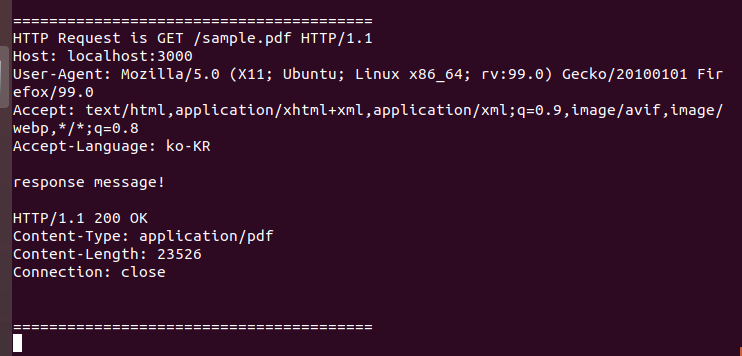 ========================================
HTTP Request is GET /sample.pdf HTTP/1.1
Host: localhost:3000
User-Agent: Mozilla/5.0 (X11; Ubuntu; Linux x86_64; rv:99.0) Gecko/20100101 Fir
efox/99.0
Accept: text/html,application/xhtml+xml,application/xml;q=0.9,image/avif,image/
webp,*/*;q=0.8
Accept-Language: ko-KR
response message!
HTTP/1.1 200 OK
Content-Type: application/pdf
Content-Length: 23526
Connection: close
========================================